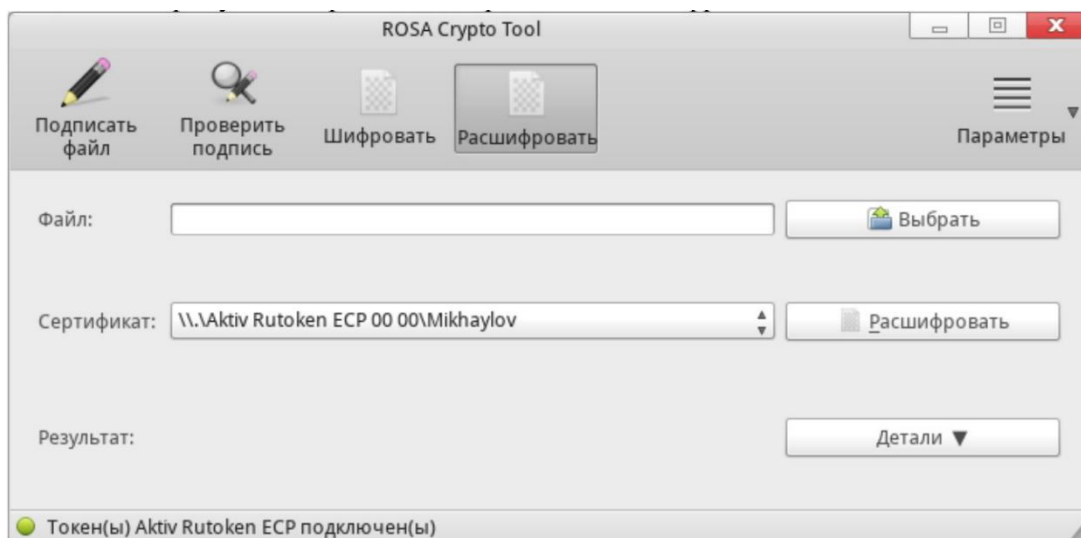 ROSA Crypto Tool
Подписать
файл
Проверить
подпись
Шифровать
Расшифровать
Параметры
Файл:
Выбрать
Сертификат:
\\.\Aktiv Rutoken ECP 00 00\Mikhaylov
Расшифровать
Результат:
Детали ▼
Токен(ы) Aktiv Rutoken ECP подключен(ы)